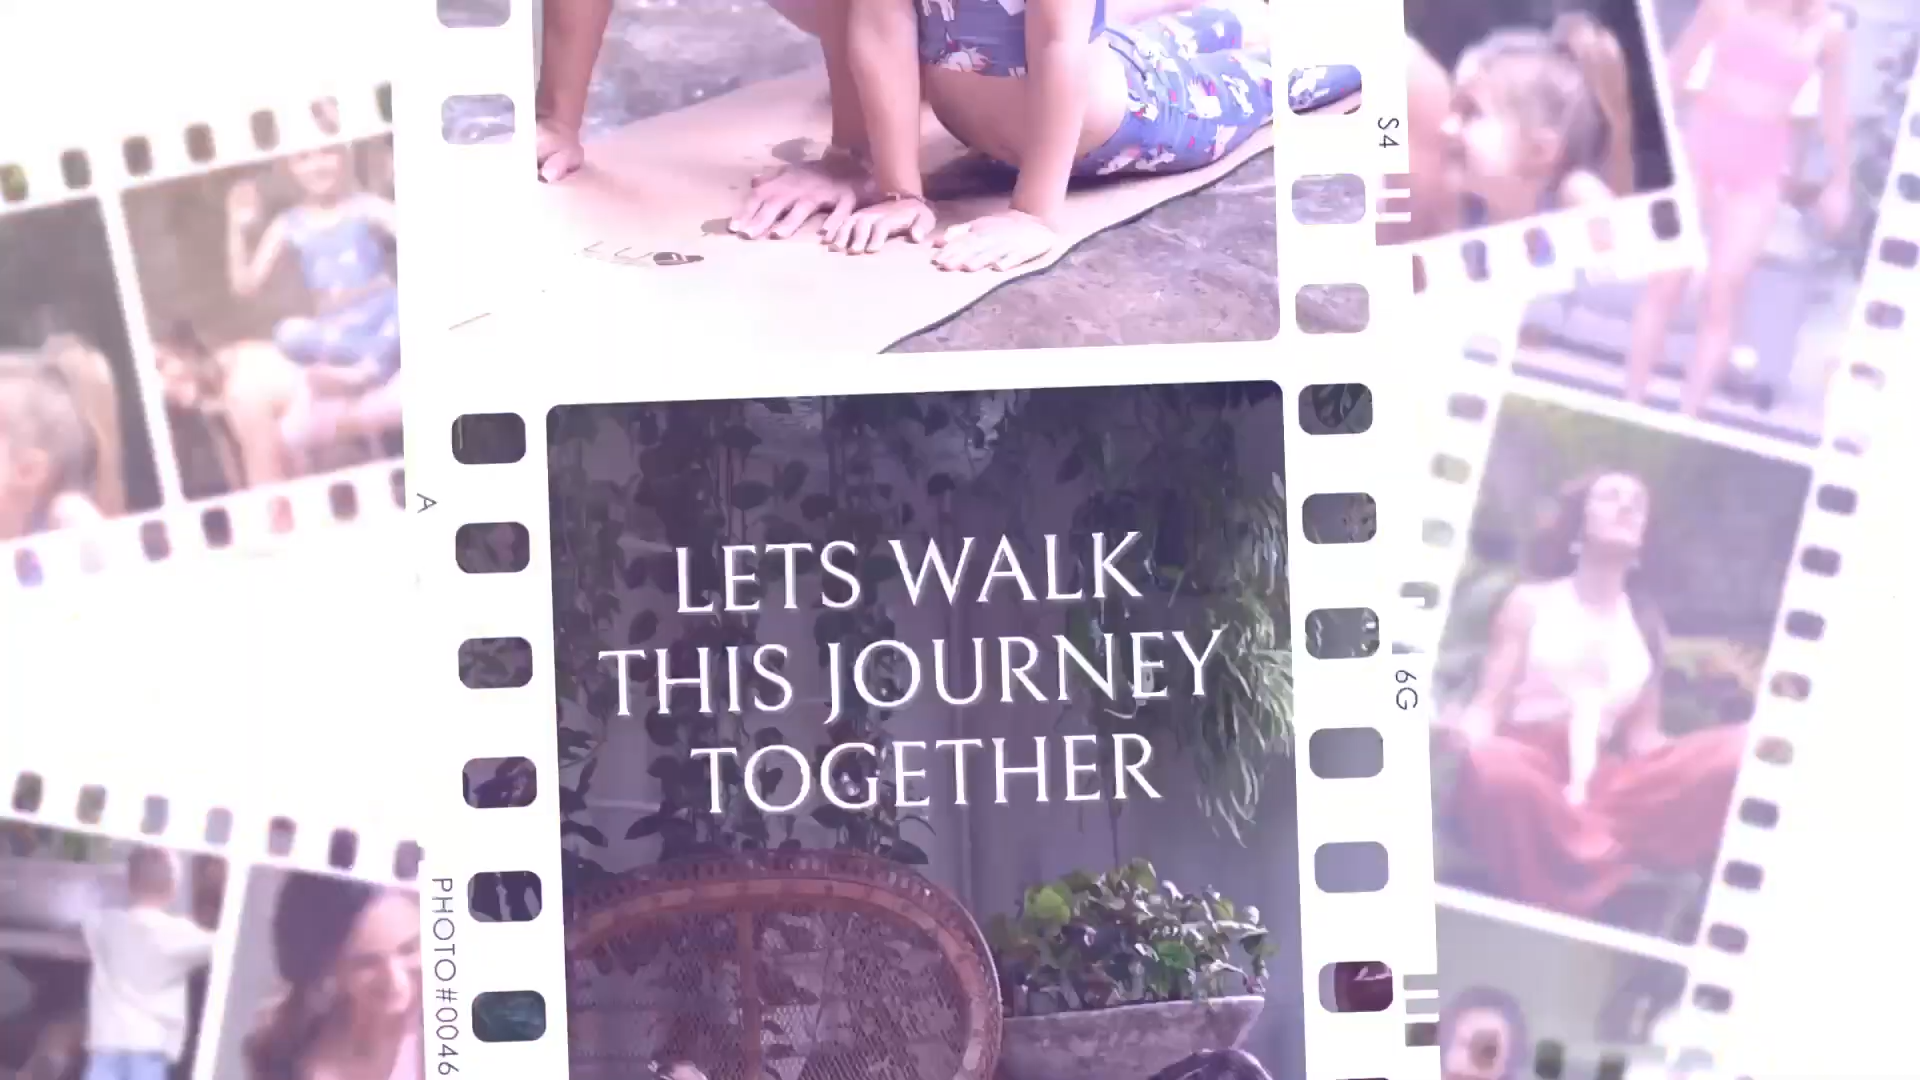 S4
A
LETS WALK
THIS JOURNEY
TOGETHER
6G
PHOTO#0046